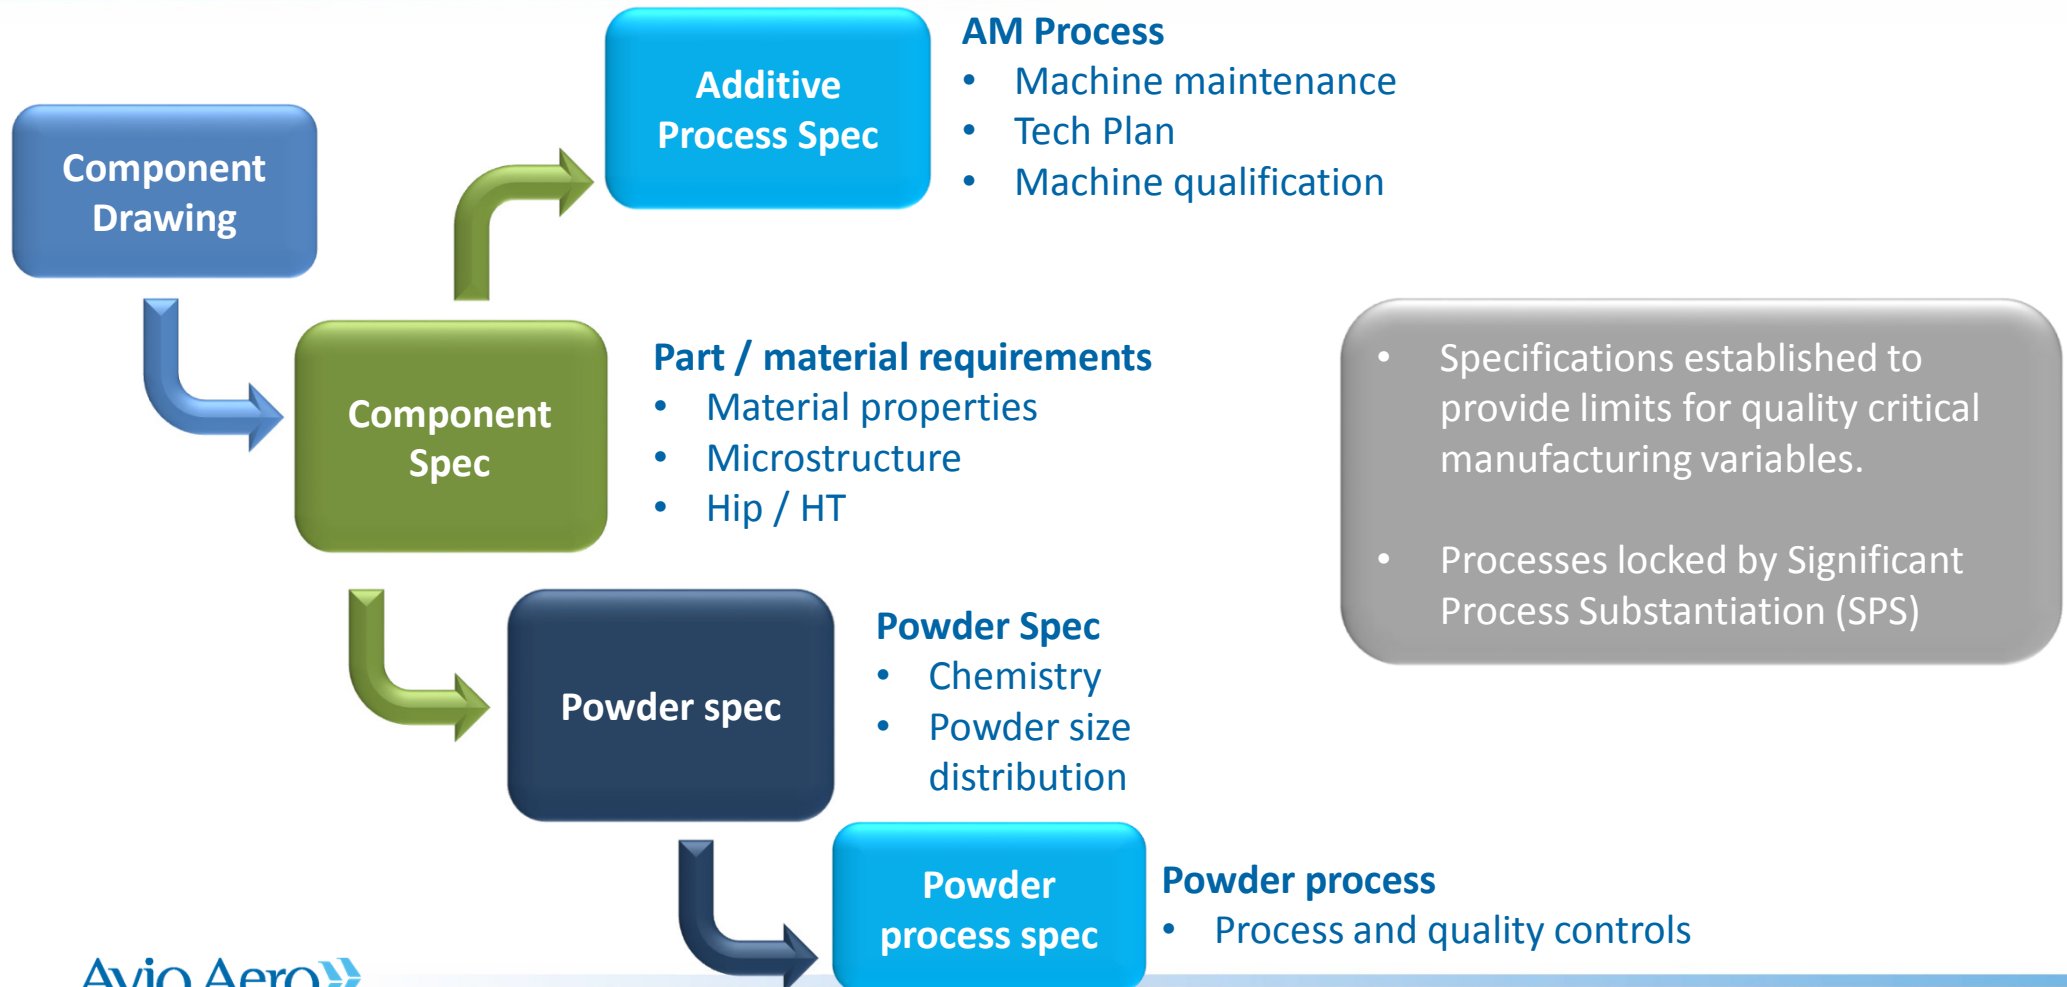 Component
Drawing
Additive
Process Spec
AM Process
• Machine maintenance
• Tech Plan
• Machine qualification
Component
Spec
Part / material requirements
• Material properties
• Microstructure
• Hip / HT
• Specifications established to
provide limits for quality critical
manufacturing variables.
• Processes locked by Significant
Process Substantiation (SPS)
Powder spec
Powder Spec
• Chemistry
• Powder size
distribution
Powder
process spec
Powder process
• Process and quality controls
Avio Aero